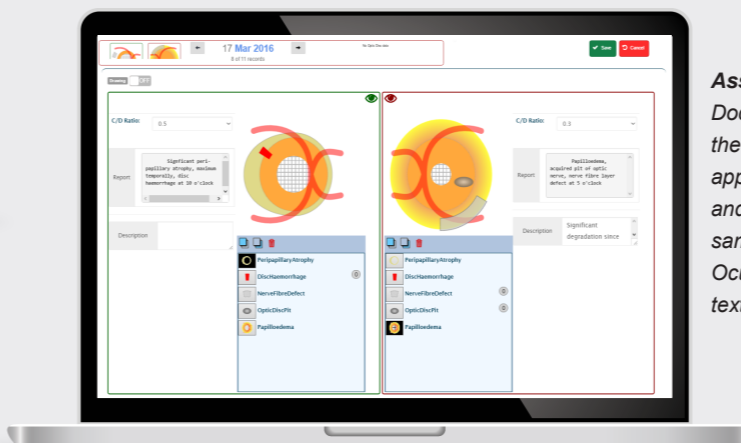 17 Mar 2016
8 of 11 records
Save
Cancel
Drawing
OFF
C/D Ratio:
0.5
Report
Significant peri-
papillary atrophy, maximum
temporally, disc
haemorrhage at 10 o'clock
Description
PeripapillaryAtrophy
DiscHaemorrhage
NerveFibreDefect
OpticDiscPit
Papilloedema
PeripapillaryAtrophy
DiscHaemorrhage
NerveFibreDefect
OpticDiscPit
Papilloedema
C/D Ratio:
0.3
Report
Papilloedema,
acquired pit of optic
nerve, nerve fibre layer
defect at 5 o'clock
Description
Significant
degradation since
Ass
Doc
the
app
and
sam
Ocu
text